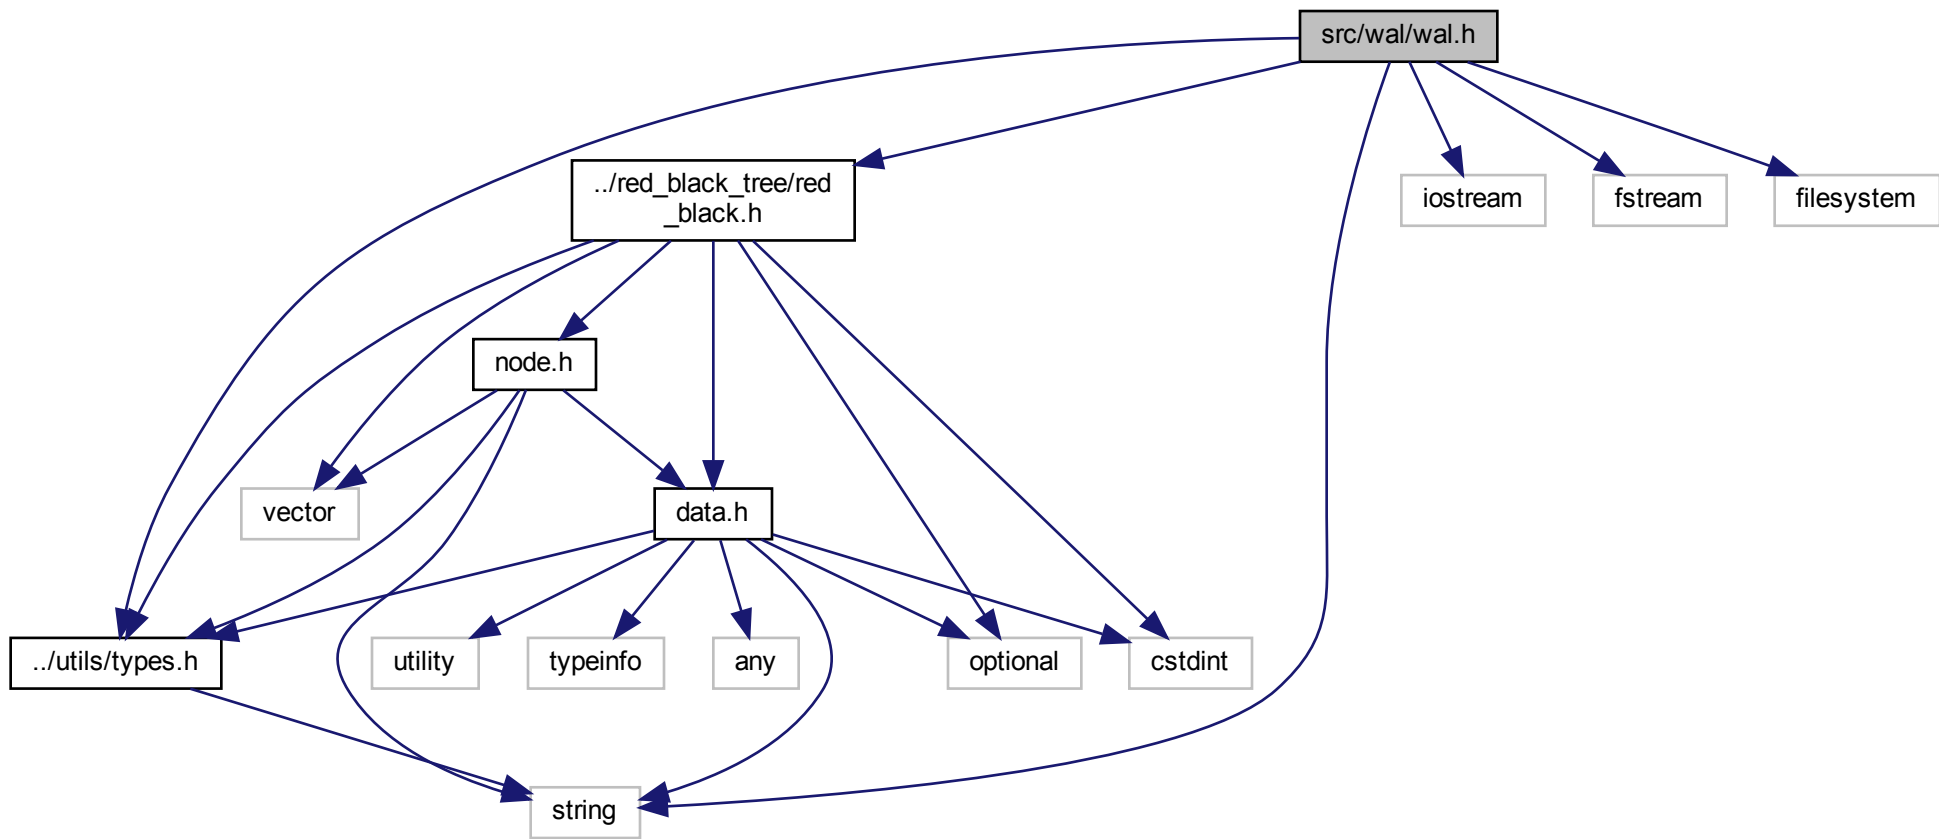 src/wal/wal.h
../red_black_tree/red
_black.h
iostream
fstream
filesystem
node.h
vector
data.h
../utils/types.h
utility
typeinfo
any
optional
cstdint
string